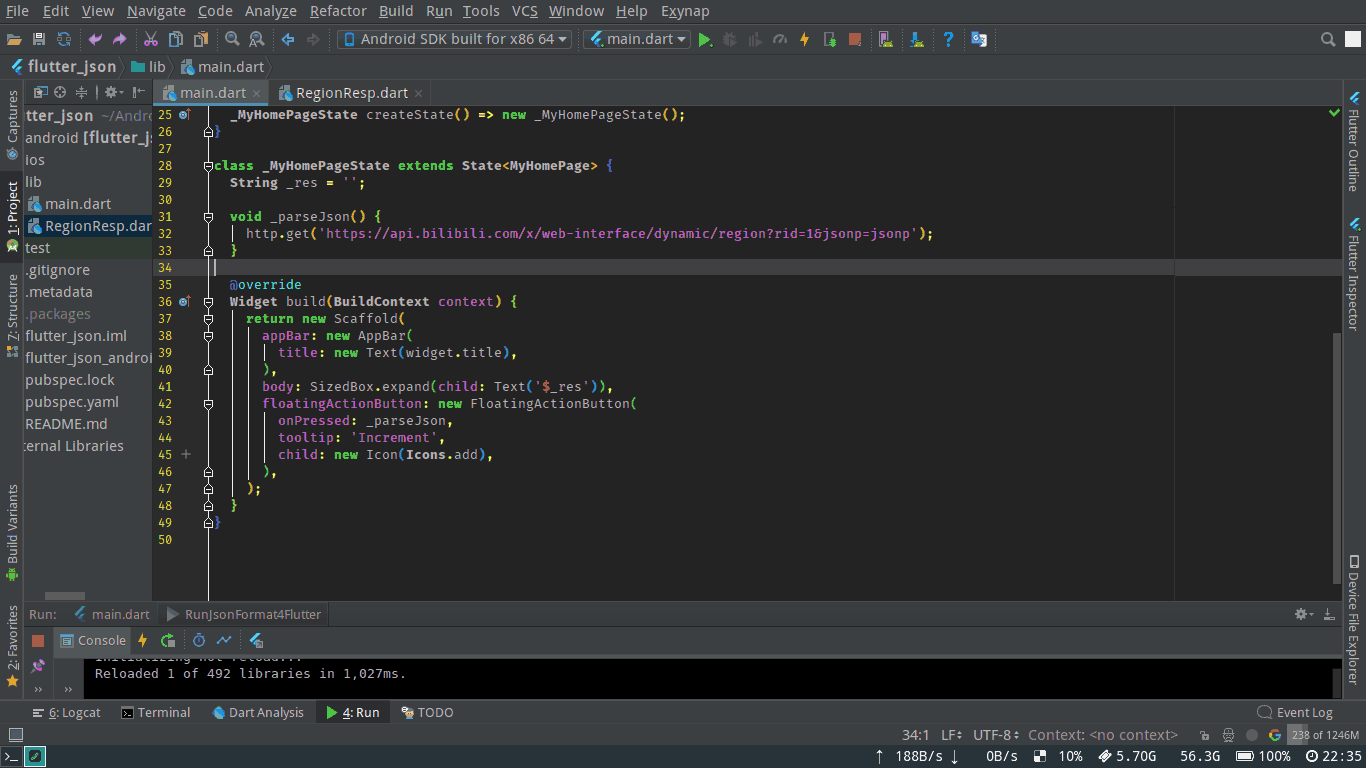 File Edit View Navigate Code Analyze Refactor Build Run Tools VCS Window Help Exynap
Android SDK built for x86 64 main.dart
flutter_json lib main.dart
main.dart RegionResp.dart
Captures
1: Project
7: Structure
Build Variants
2: Favorites
tter_json ~/Andro
android [flutter_js
ios
lib
main.dart
RegionResp.dar
test
.gitignore
.metadata
.packages
flutter_json.iml
flutter_json_androi
pubspec.lock
pubspec.yaml
README.md
ternal Libraries
25 _MyHomePageState createState() => new _MyHomePageState();
26 }
27
28 class _MyHomePageState extends State<MyHomePage> {
29 String _res = '';
30
31 void _parseJson() {
32 http.get('https://api.bilibili.com/x/web-interface/dynamic/region?rid=1&jsonp=jsonp');
33 }
34
35 @override
36 Widget build(BuildContext context) {
37 return new Scaffold(
38 appBar: new AppBar(
39 title: new Text(widget.title),
40 ),
41 body: SizedBox.expand(child: Text('$_res')),
42 floatingActionButton: new FloatingActionButton(
43 onPressed: _parseJson,
44 tooltip: 'Increment',
45 child: new Icon(Icons.add),
46 ),
47 );
48 }
49 }
50
Flutter Outline
Flutter Inspector
Device File Explorer
Run: main.dart RunJsonFormat4Flutter
Console
Initializing hot reload...
Reloaded 1 of 492 libraries in 1,027ms.
6: Logcat Terminal Dart Analysis 4: Run TODO Event Log
34:1 LF÷ UTF-8÷ Context: <no context> 238 of 1246M
↑ 188B/s ↓ 0B/s 10% 5.70G 56.3G 100% 22:35